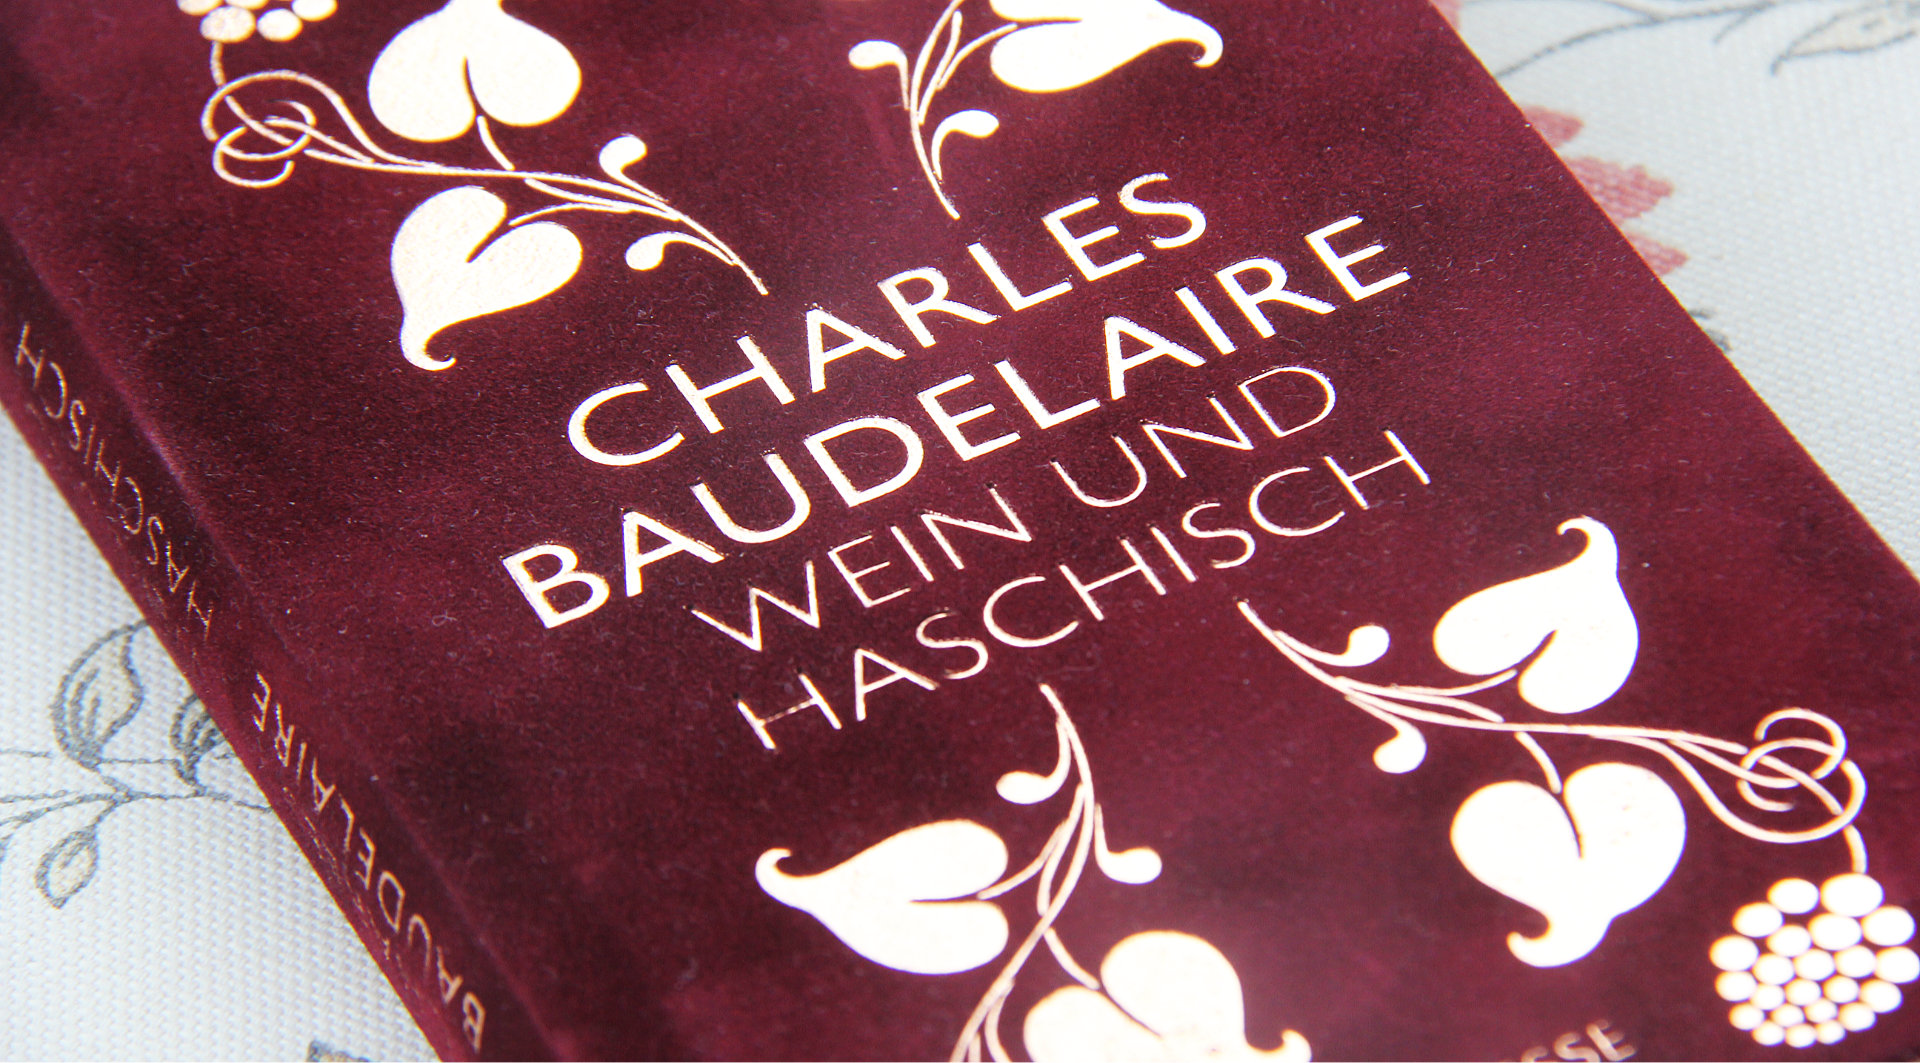 CHARLES
BAUDELAIRE
WEIN UND
HASCHISCH
BAUDELAIRE HASCHISCH